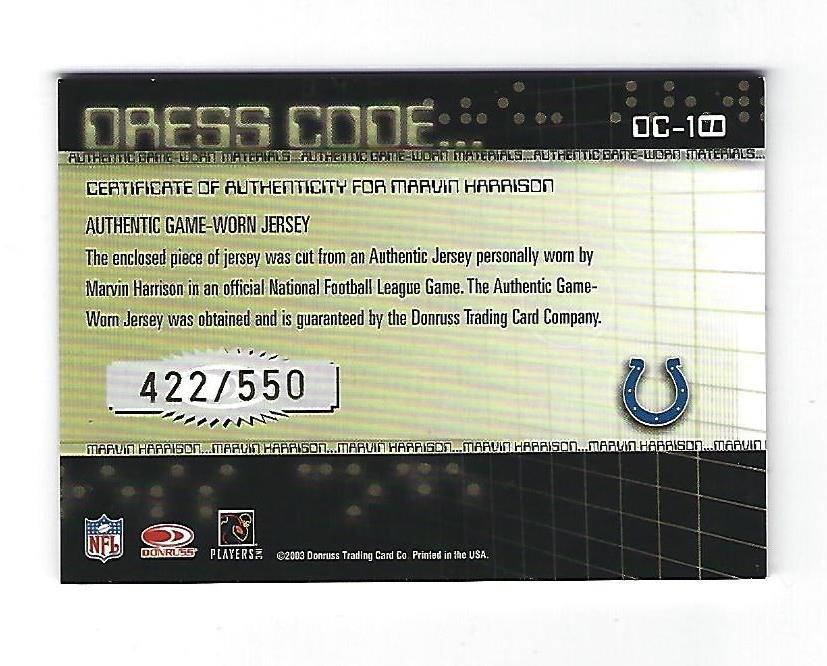 DRESS CODE...
DC-10
AUTHENTIC GAME-WORN MATERIALS...AUTHENTIC GAME-WORN MATERIALS...AUTHENTIC GAME-WORN MATERIALS...
CERTIFICATE OF AUTHENTICITY FOR MARVIN HARRISON
AUTHENTIC GAME-WORN JERSEY
The enclosed piece of jersey was cut from an Authentic Jersey personally worn by
Marvin Harrison in an official National Football League Game. The Authentic Game-
Worn Jersey was obtained and is guaranteed by the Donruss Trading Card Company.
422/550
MARVIN HARRISON...MARVIN HARRISON...MARVIN HARRISON...MARVIN HARRISON...MARVIN HARRISON...MARVIN
NFL
DONRUSS
PLAYERS INC
©2003 Donruss Trading Card Co. Printed in the USA.